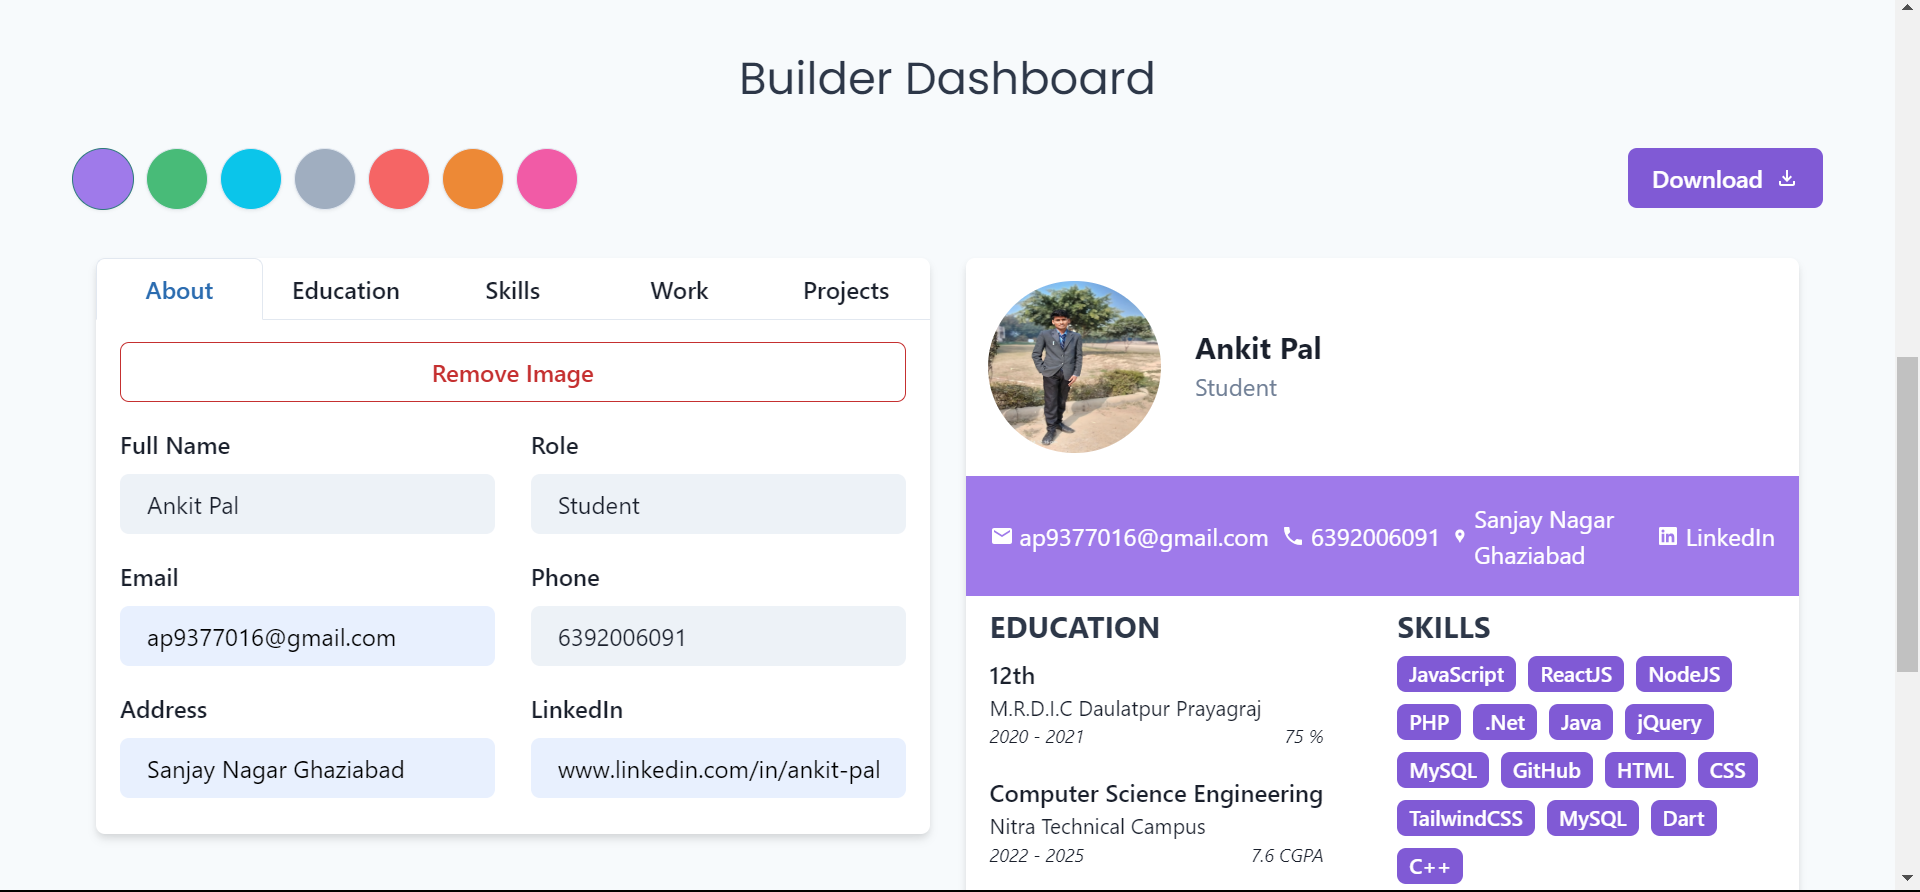 Builder Dashboard
Download
About Education Skills Work Projects
Remove Image
Full Name
Role
Ankit Pal
Student
Email
Phone
ap9377016@gmail.com
6392006091
Address
LinkedIn
Sanjay Nagar Ghaziabad
www.linkedin.com/in/ankit-pal
Ankit Pal
Student
ap9377016@gmail.com
6392006091
Sanjay Nagar
Ghaziabad
LinkedIn
EDUCATION
12th
M.R.D.I.C Daulatpur Prayagraj
2020 - 2021 75 %
Computer Science Engineering
Nitra Technical Campus
2022 - 2025 7.6 CGPA
SKILLS
JavaScript ReactJS NodeJS
PHP .Net Java jQuery
MySQL GitHub HTML CSS
TailwindCSS MySQL Dart
C++